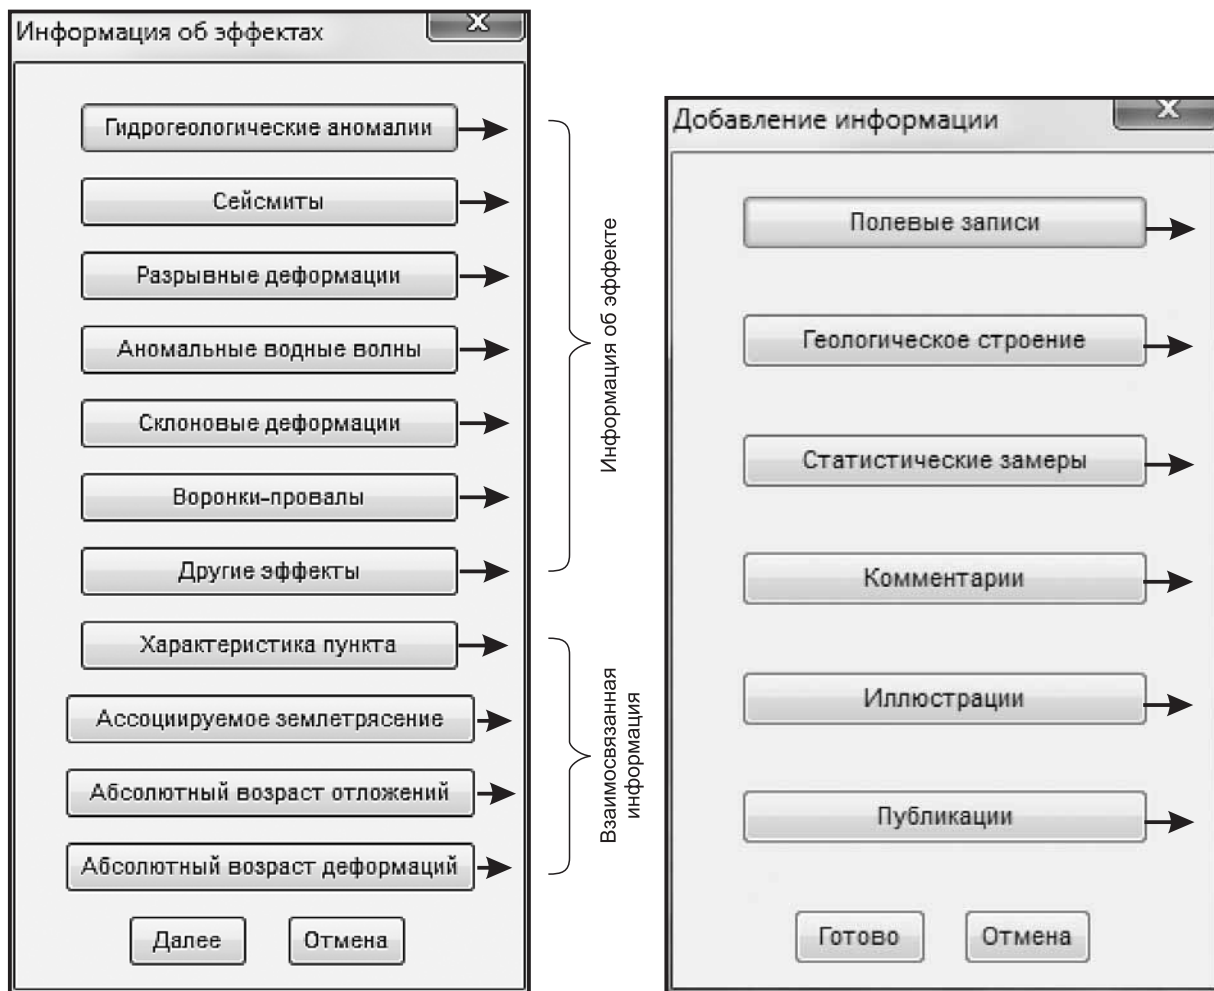 Информация об эффектах
X
Гидрогеологические аномалии
Сейсмиты
Разрывные деформации
Аномальные водные волны
Склоновые деформации
Воронки-провалы
Другие эффекты
Характеристика пункта
Ассоциируемое землетрясение
Абсолютный возраст отложений
Абсолютный возраст деформаций
Далее
Отмена
Информация об эффекте
Взаимосвязанная
информация
Добавление информации
X
Полевые записи
Геологическое строение
Статистические замеры
Комментарии
Иллюстрации
Публикации
Готово
Отмена